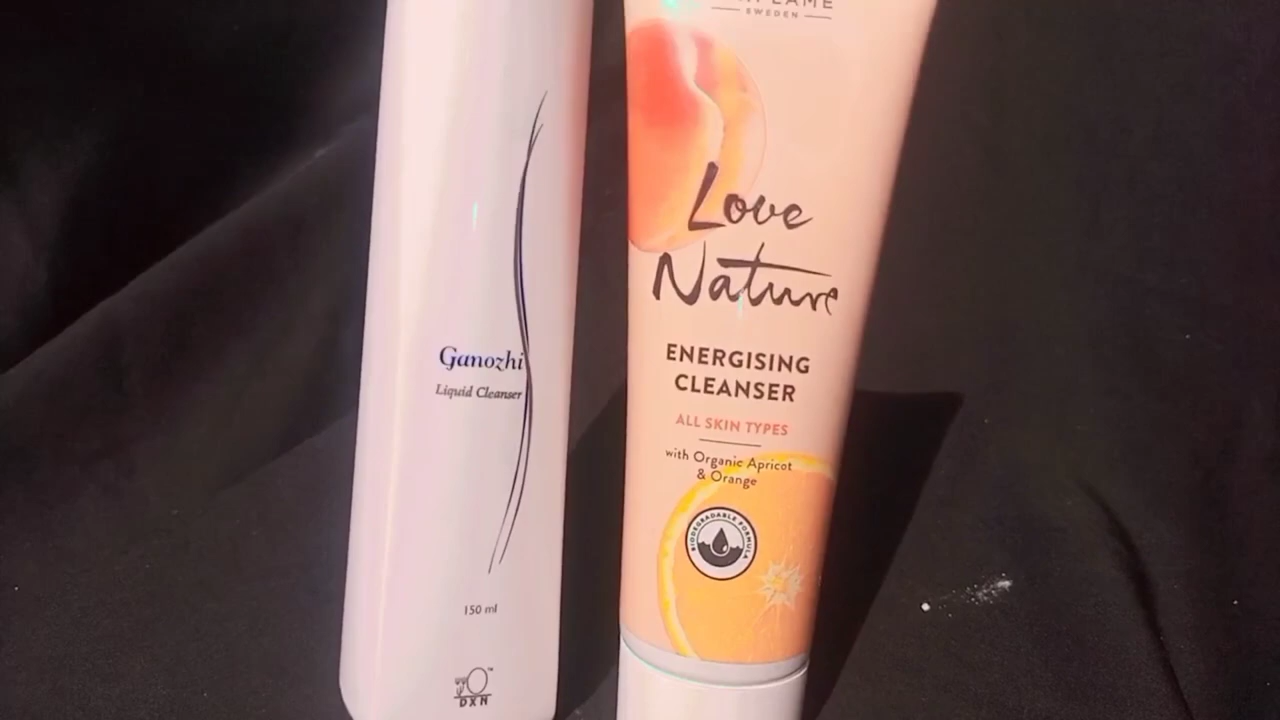 Ganozhi
Liquid Cleanser
150 ml
DXN
SWEDEN
Love
Nature
ENERGISING
CLEANSER
ALL SKIN TYPES
with Organic Apricot
& Orange
BIODEGRADABLE FORMULA